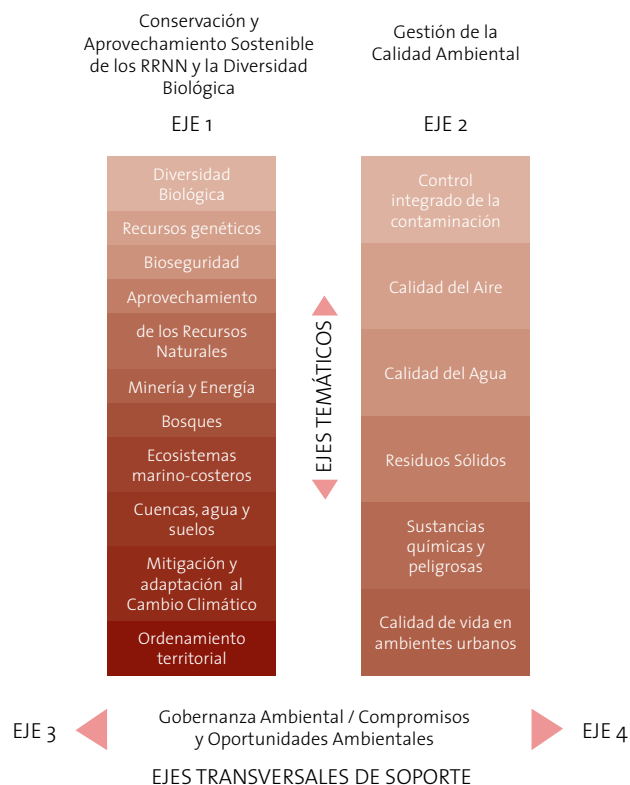 Conservación y
Aprovechamiento Sostenible
de los RRNN y la Diversidad
Biológica
EJE 1
Diversidad
Biológica
Recursos genéticos
Bioseguridad
Aprovechamiento
de los Recursos
Naturales
Minería y Energía
Bosques
Ecosistemas
marino-costeros
Cuencas, agua y
suelos
Mitigación y
adaptación al
Cambio Climático
Ordenamiento
territorial
EJES TEMÁTICOS
Gestión de la
Calidad Ambiental
EJE 2
Control
integrado de la
contaminación
Calidad del Aire
Calidad del Agua
Residuos Sólidos
Sustancias
químicas y
peligrosas
Calidad de vida en
ambientes urbanos
EJE 3
Gobernanza Ambiental / Compromisos
y Oportunidades Ambientales
EJE 4
EJES TRANSVERSALES DE SOPORTE